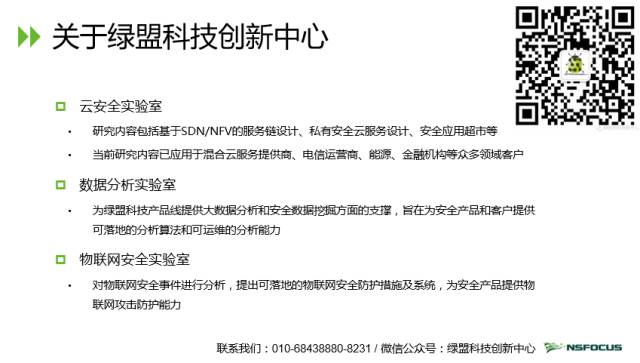 关于绿盟科技创新中心
云安全实验室
• 研究内容包括基于SDN/NFV的服务链设计、私有安全云服务设计、安全应用超市等
• 当前研究内容已应用于混合云服务提供商、电信运营商、能源、金融机构等众多领域客户
数据分析实验室
• 为绿盟科技产品线提供大数据分析和安全数据挖掘方面的支撑，旨在为安全产品和客户提供
可落地的分析算法和可运维的分析能力
物联网安全实验室
• 对物联网安全事件进行分析，提出可落地的物联网安全防护措施及系统，为安全产品提供物
联网攻击防护能力
联系我们：010-68438880-8231 / 微信公众号：绿盟科技创新中心
NSFOCUS